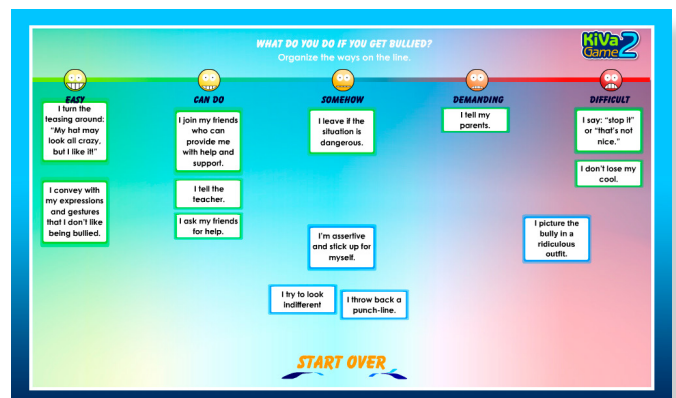 WHAT DO YOU DO IF YOU GET BULLIED?
Organize the ways on the line.
KiVa
Game 2
EASY
CAN DO
SOMEHOW
DEMANDING
DIFFICULT
I turn the
teasing around:
"My hat may
look all crazy,
but I like it!"
I convey with
my expressions
and gestures
that I don't like
being bullied.
I join my friends
who can
provide me
with help and
support.
I tell the
teacher.
I ask my friends
for help.
I leave if the
situation is
dangerous.
I'm assertive
and stick up for
myself.
I try to look
indifferent
I throw back a
punch-line.
I tell my
parents.
I picture the
bully in a
ridiculous
outfit.
I say: "stop it"
or "that's not
nice."
I don't lose my
cool.
START OVER